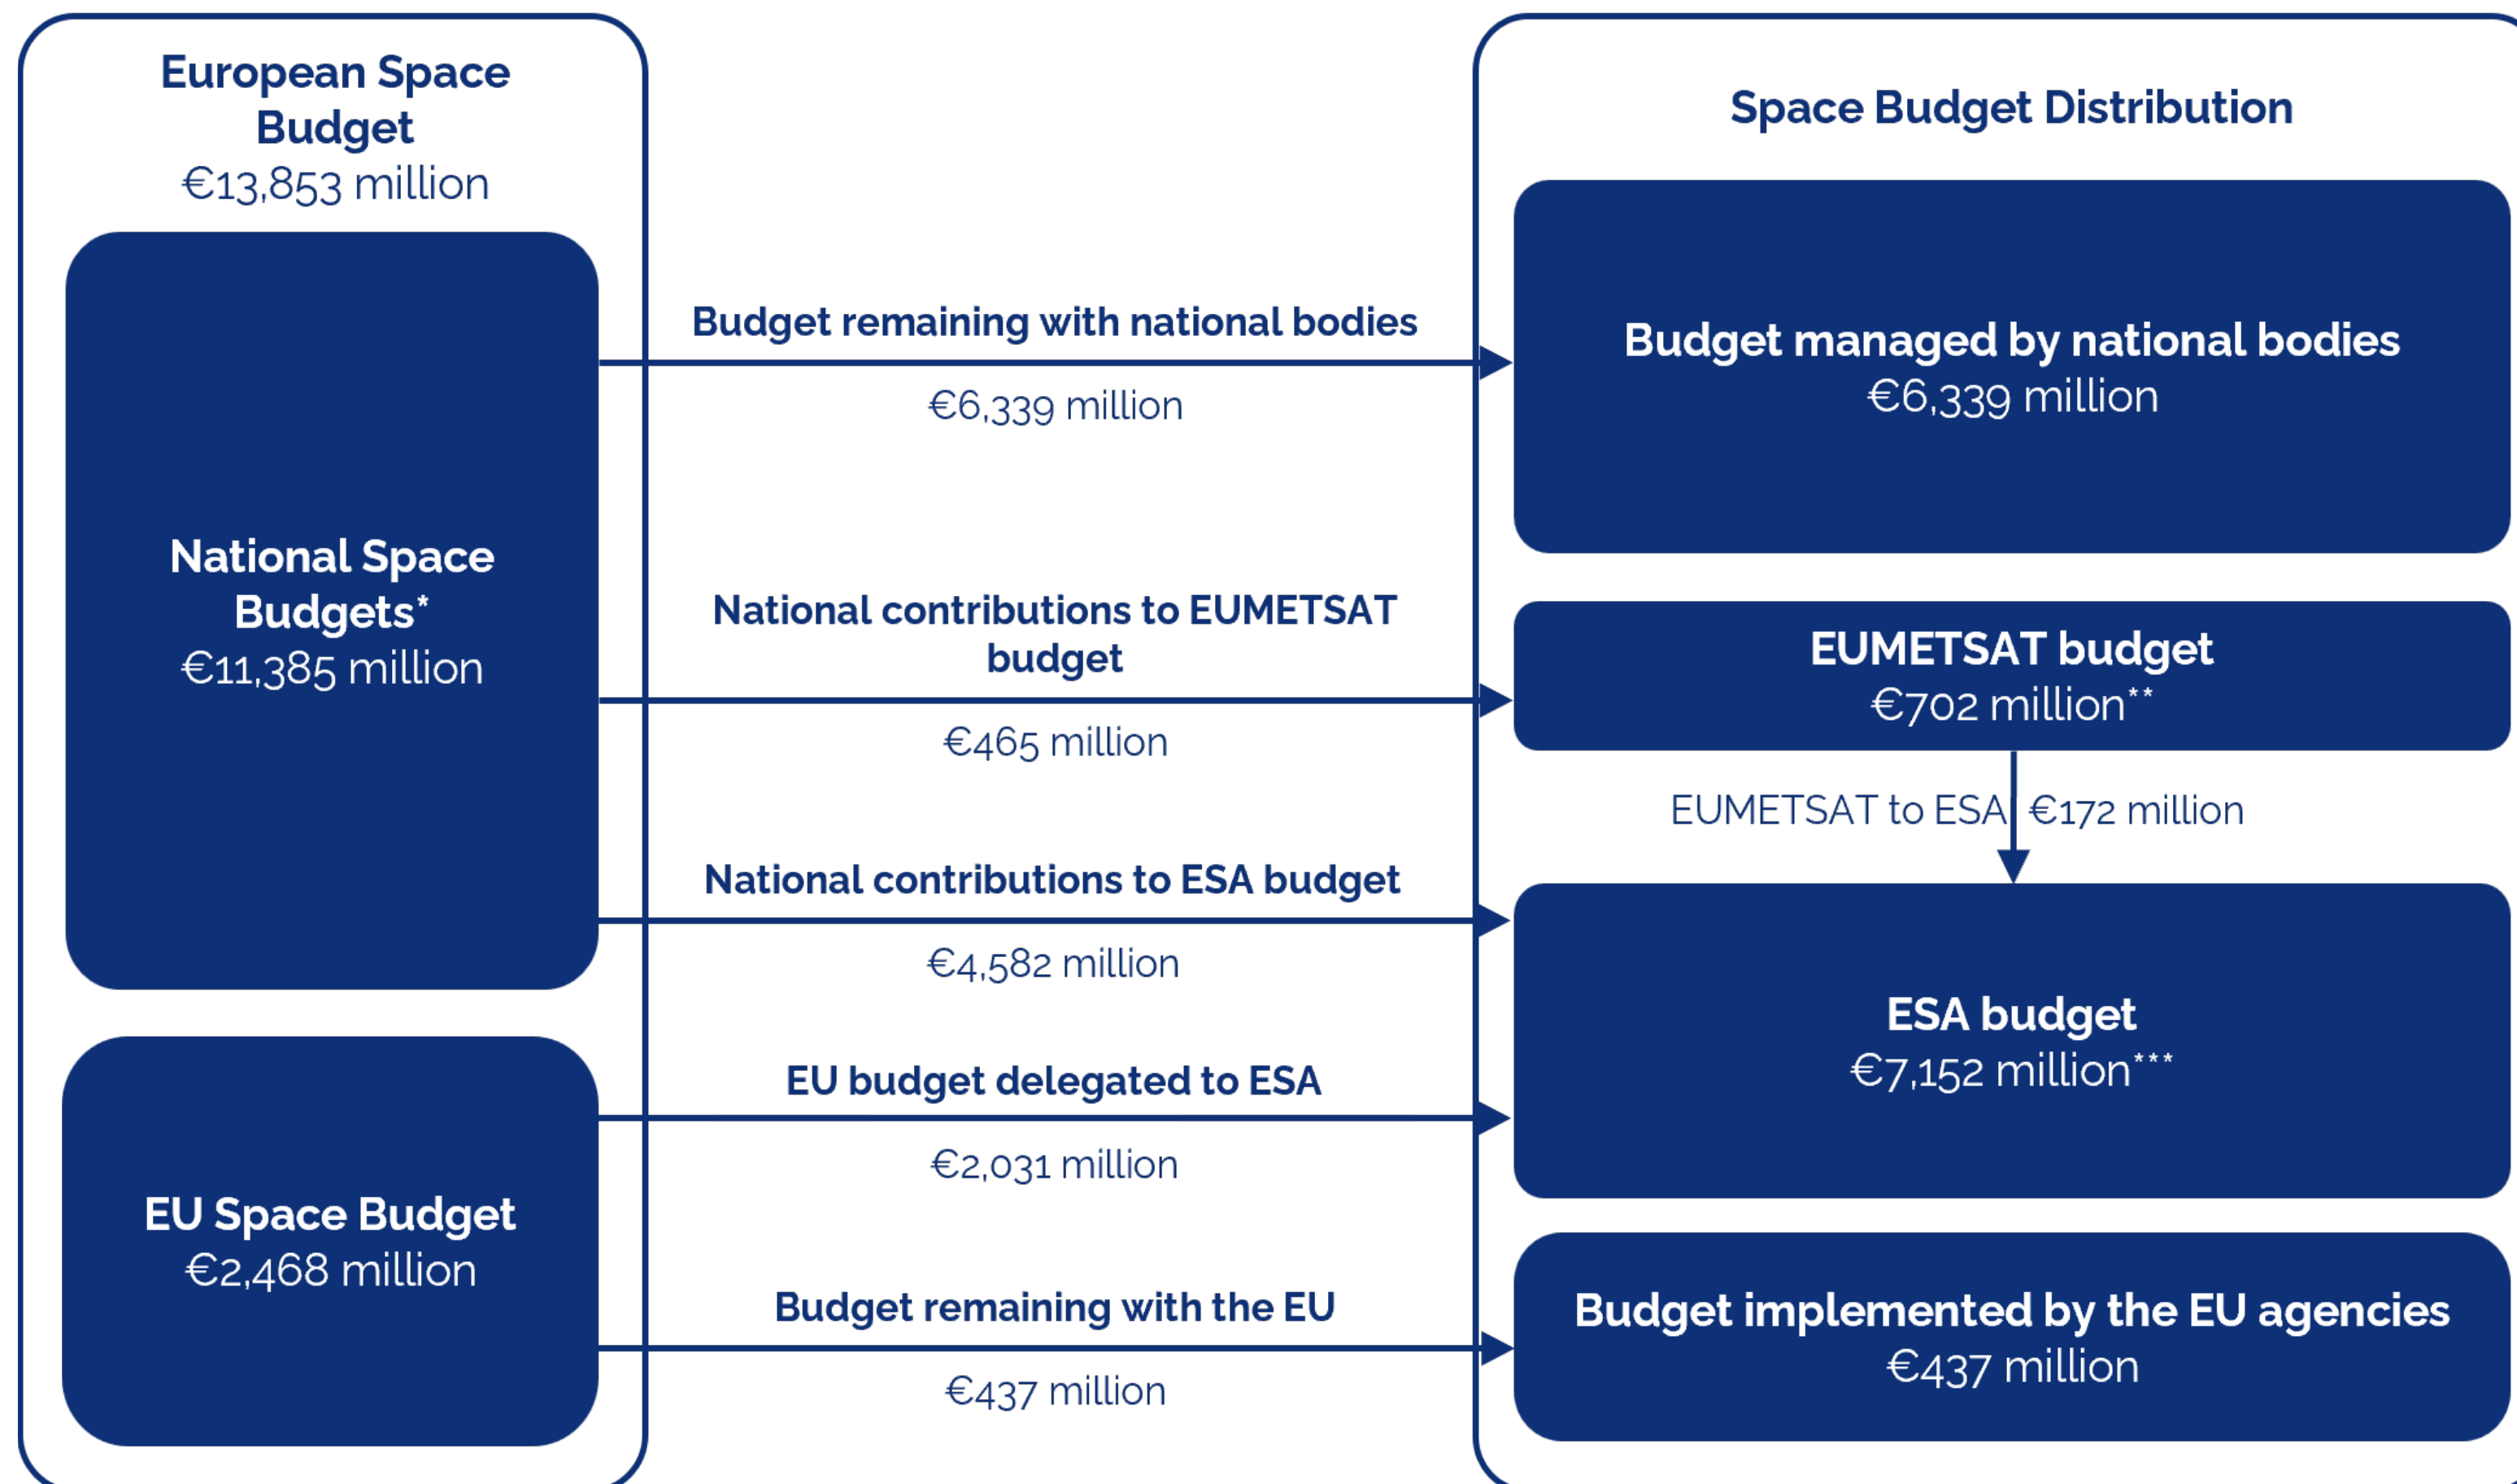 European Space
Budget
€13,853 million
National Space
Budgets*
€11,385 million
EU Space Budget
€2,468 million
Budget remaining with national bodies
€6,339 million
National contributions to EUMETSAT
budget
€465 million
National contributions to ESA budget
€4,582 million
EU budget delegated to ESA
€2,031 million
Budget remaining with the EU
€437 million
Space Budget Distribution
Budget managed by national bodies
€6,339 million
EUMETSAT budget
€702 million**
EUMETSAT to ESA €172 million
ESA budget
€7,152 million***
Budget implemented by the EU agencies
€437 million